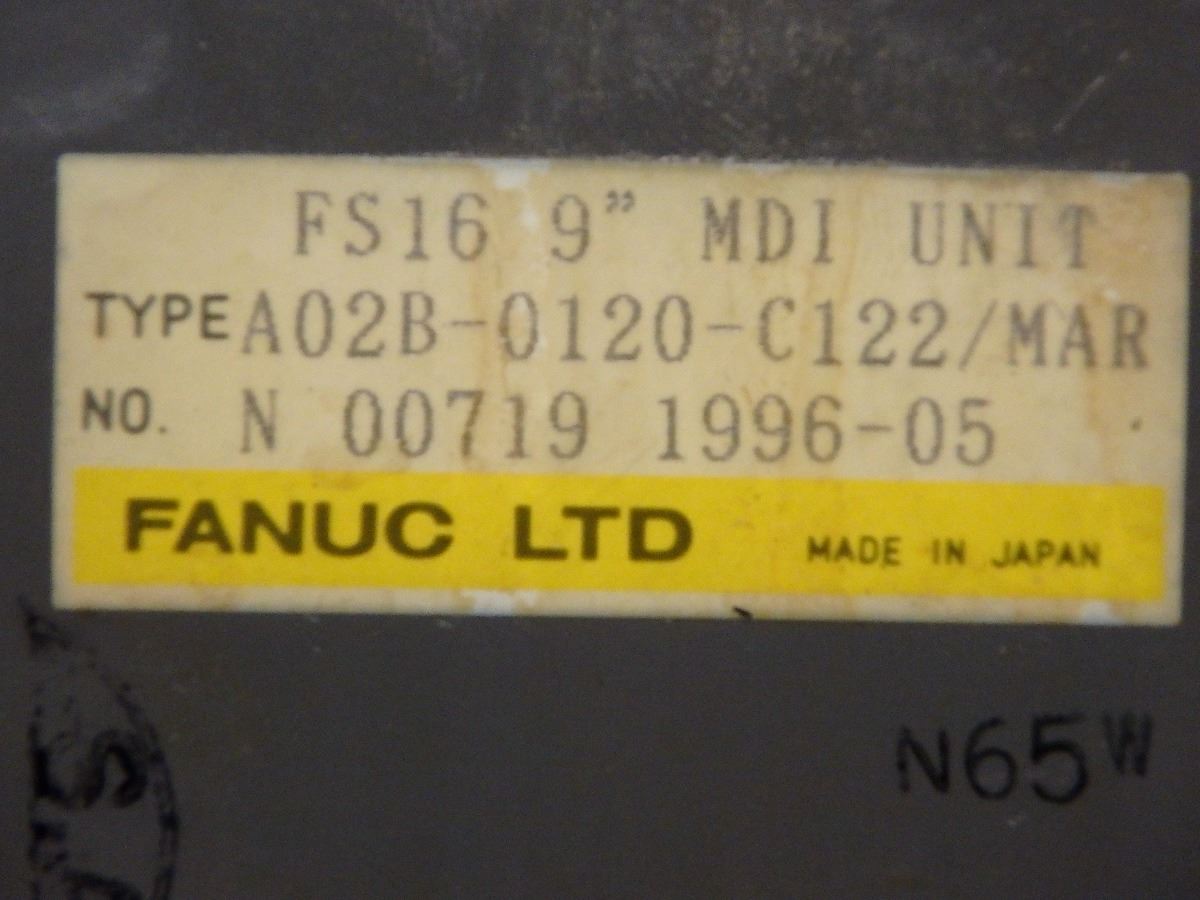 FS16 9" MDI UNIT
TYPE A02B-0120-C122/MAR
NO. N 00719 1996-05
FANUC LTD MADE IN JAPAN
N65W